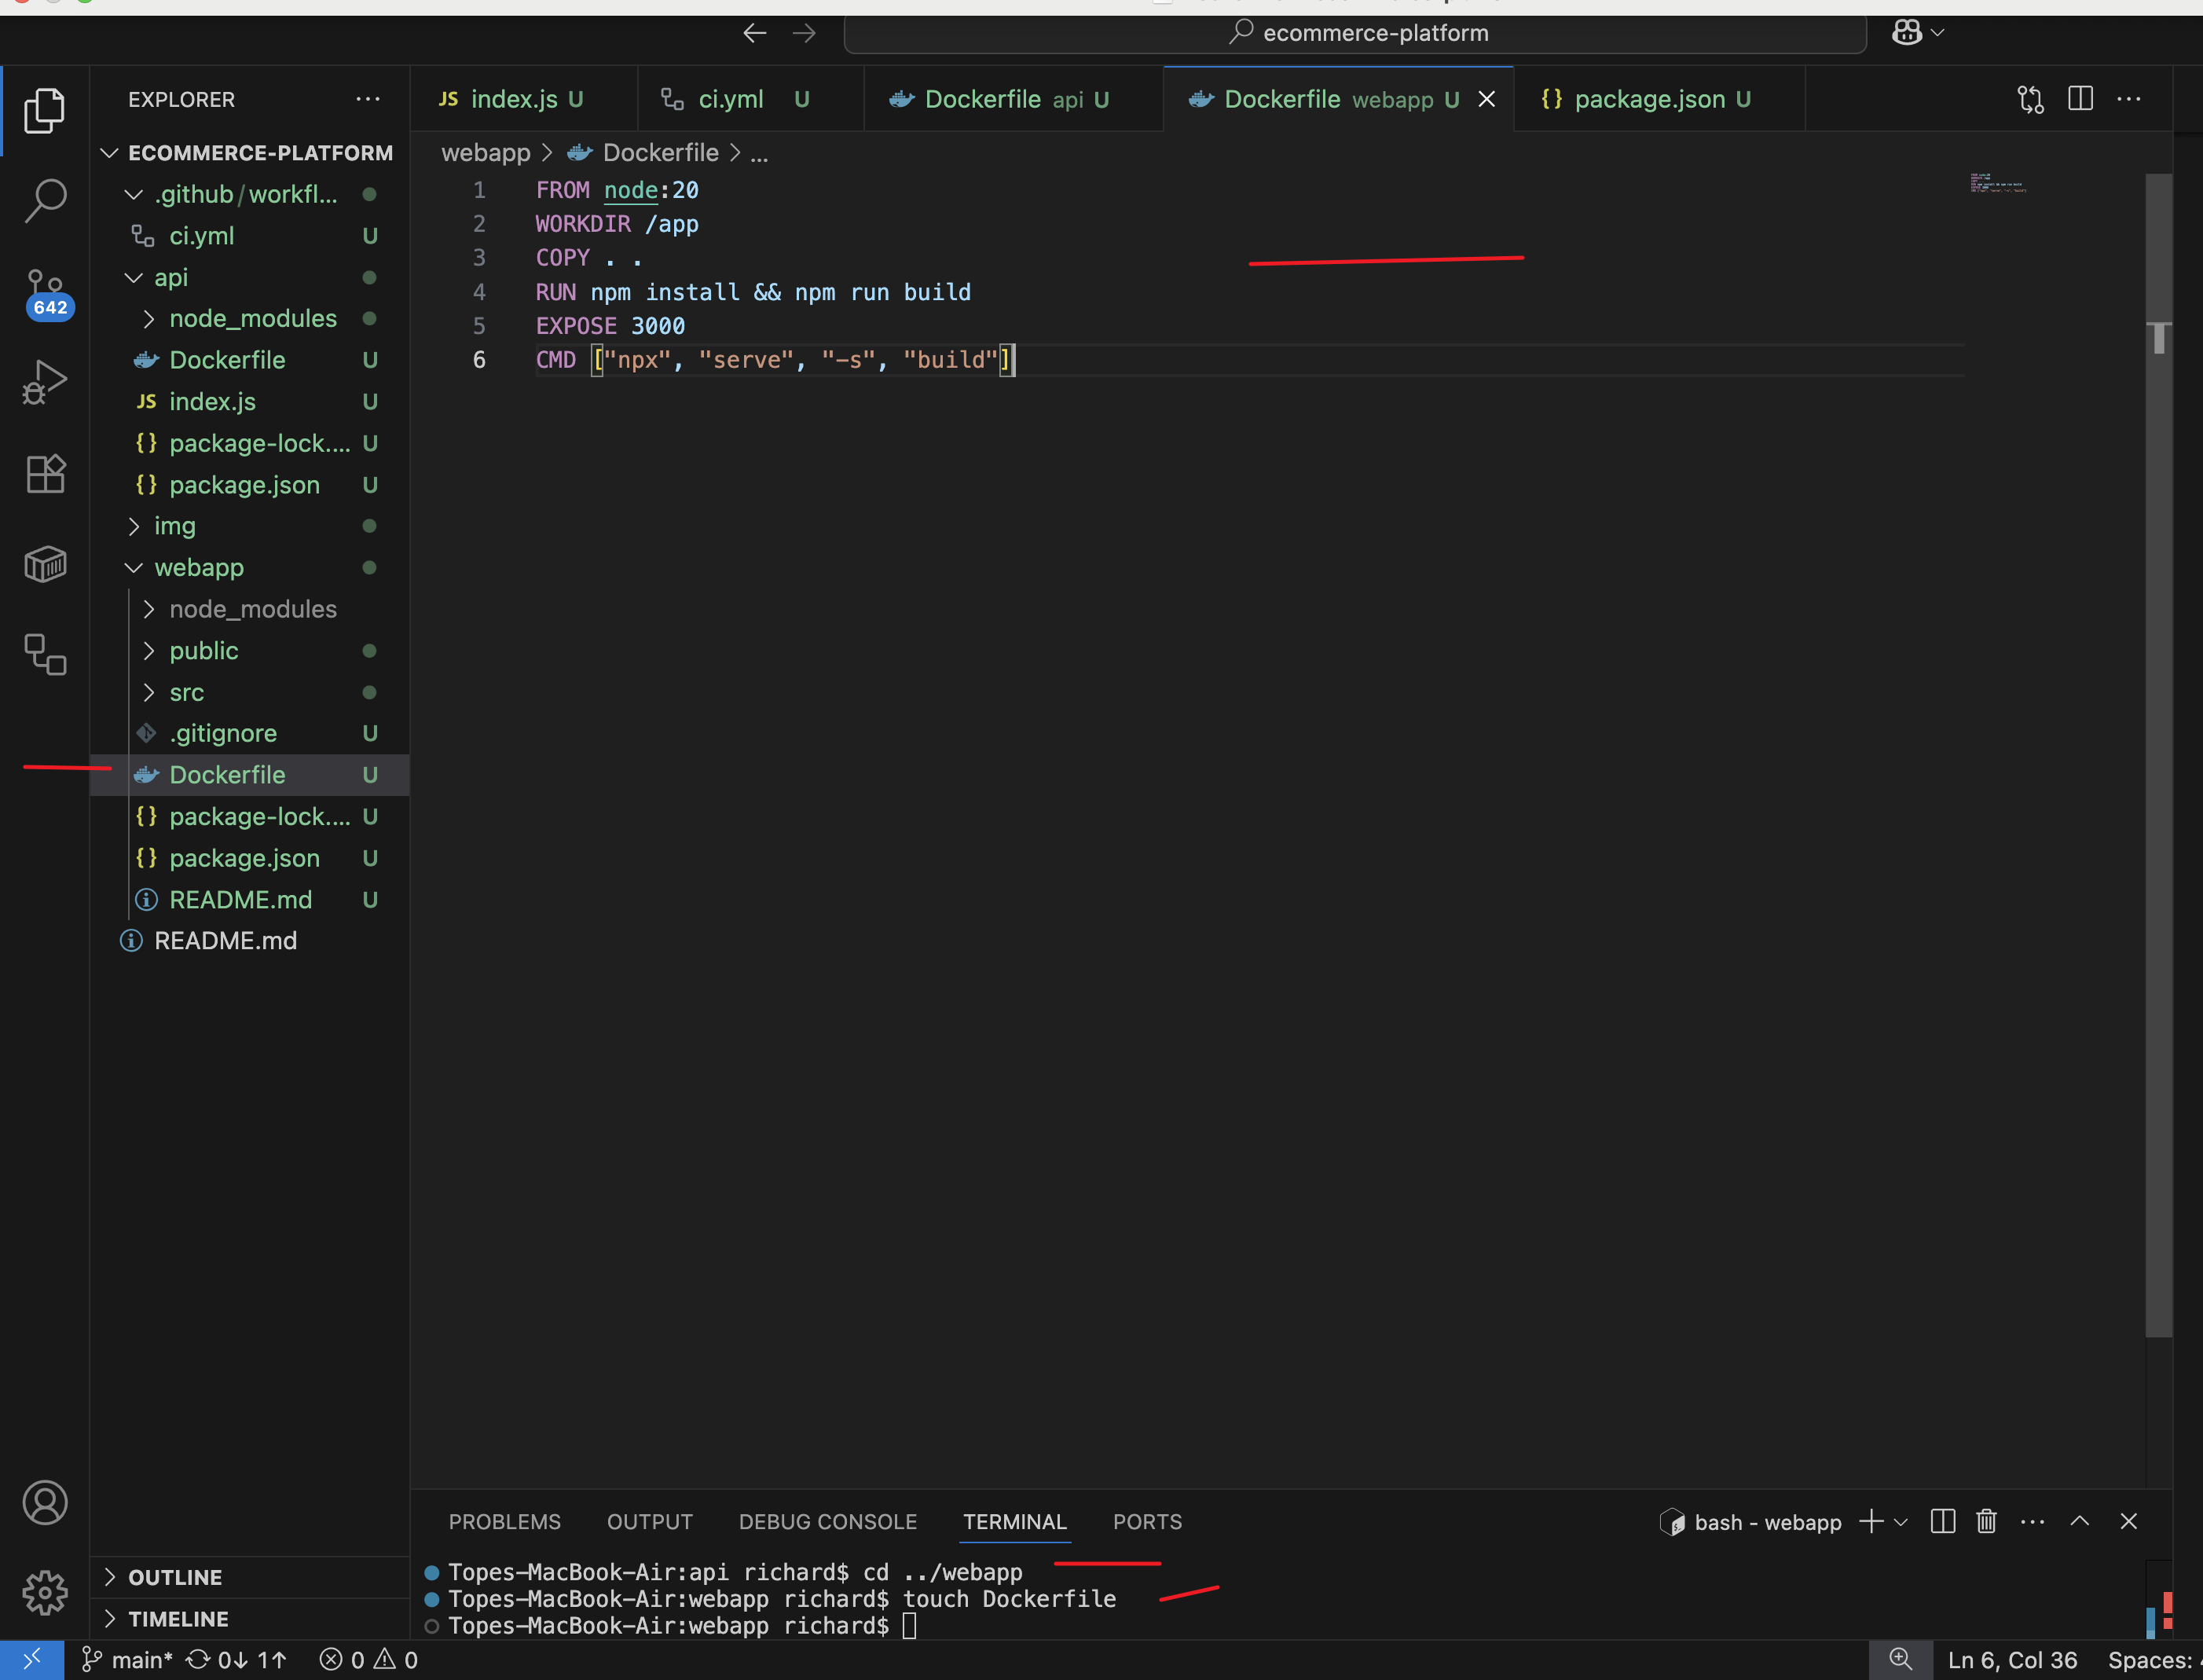 ecommerce-platform
EXPLORER
ECOMMERCE-PLATFORM
.github/workfl...
ci.yml U
api
node_modules
Dockerfile U
JS index.js U
{} package-lock.... U
{} package.json U
img
webapp
node_modules
public
src
.gitignore U
Dockerfile U
{} package-lock.... U
{} package.json U
README.md U
README.md
OUTLINE
TIMELINE
642
JS index.js U
ci.yml U
Dockerfile api U
Dockerfile webapp U
{} package.json U
webapp > Dockerfile > ...
1 FROM node:20
2 WORKDIR /app
3 COPY . .
4 RUN npm install && npm run build
5 EXPOSE 3000
6 CMD ["npx", "serve", "-s", "build"]
PROBLEMS OUTPUT DEBUG CONSOLE TERMINAL PORTS
bash - webapp
Topes-MacBook-Air:api richard$ cd ../webapp
Topes-MacBook-Air:webapp richard$ touch Dockerfile
Topes-MacBook-Air:webapp richard$
main* 0↓ 1↑ 0 0
Ln 6, Col 36 Spaces: